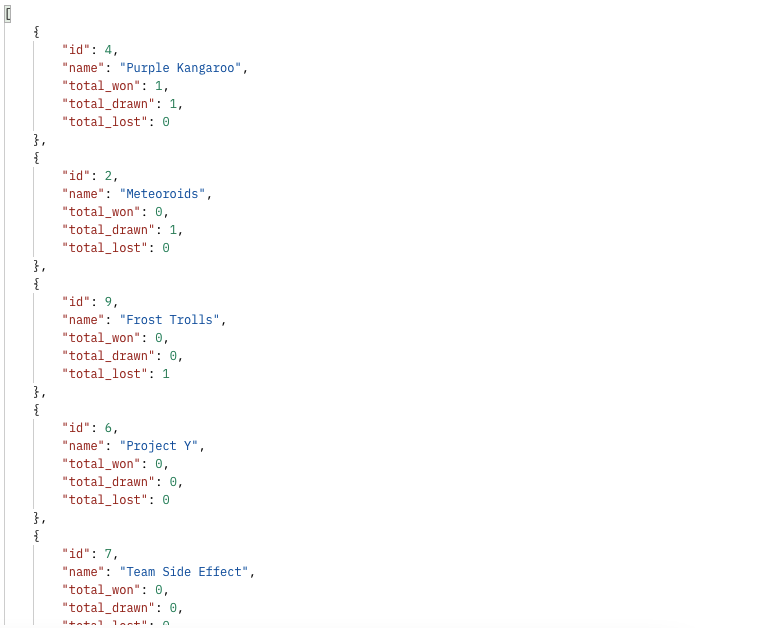 [
    {
        "id": 4,
        "name": "Purple Kangaroo",
        "total_won": 1,
        "total_drawn": 1,
        "total_lost": 0
    },
    {
        "id": 2,
        "name": "Meteoroids",
        "total_won": 0,
        "total_drawn": 1,
        "total_lost": 0
    },
    {
        "id": 9,
        "name": "Frost Trolls",
        "total_won": 0,
        "total_drawn": 0,
        "total_lost": 1
    },
    {
        "id": 6,
        "name": "Project Y",
        "total_won": 0,
        "total_drawn": 0,
        "total_lost": 0
    },
    {
        "id": 7,
        "name": "Team Side Effect",
        "total_won": 0,
        "total_drawn": 0,
        "total_lost": 0